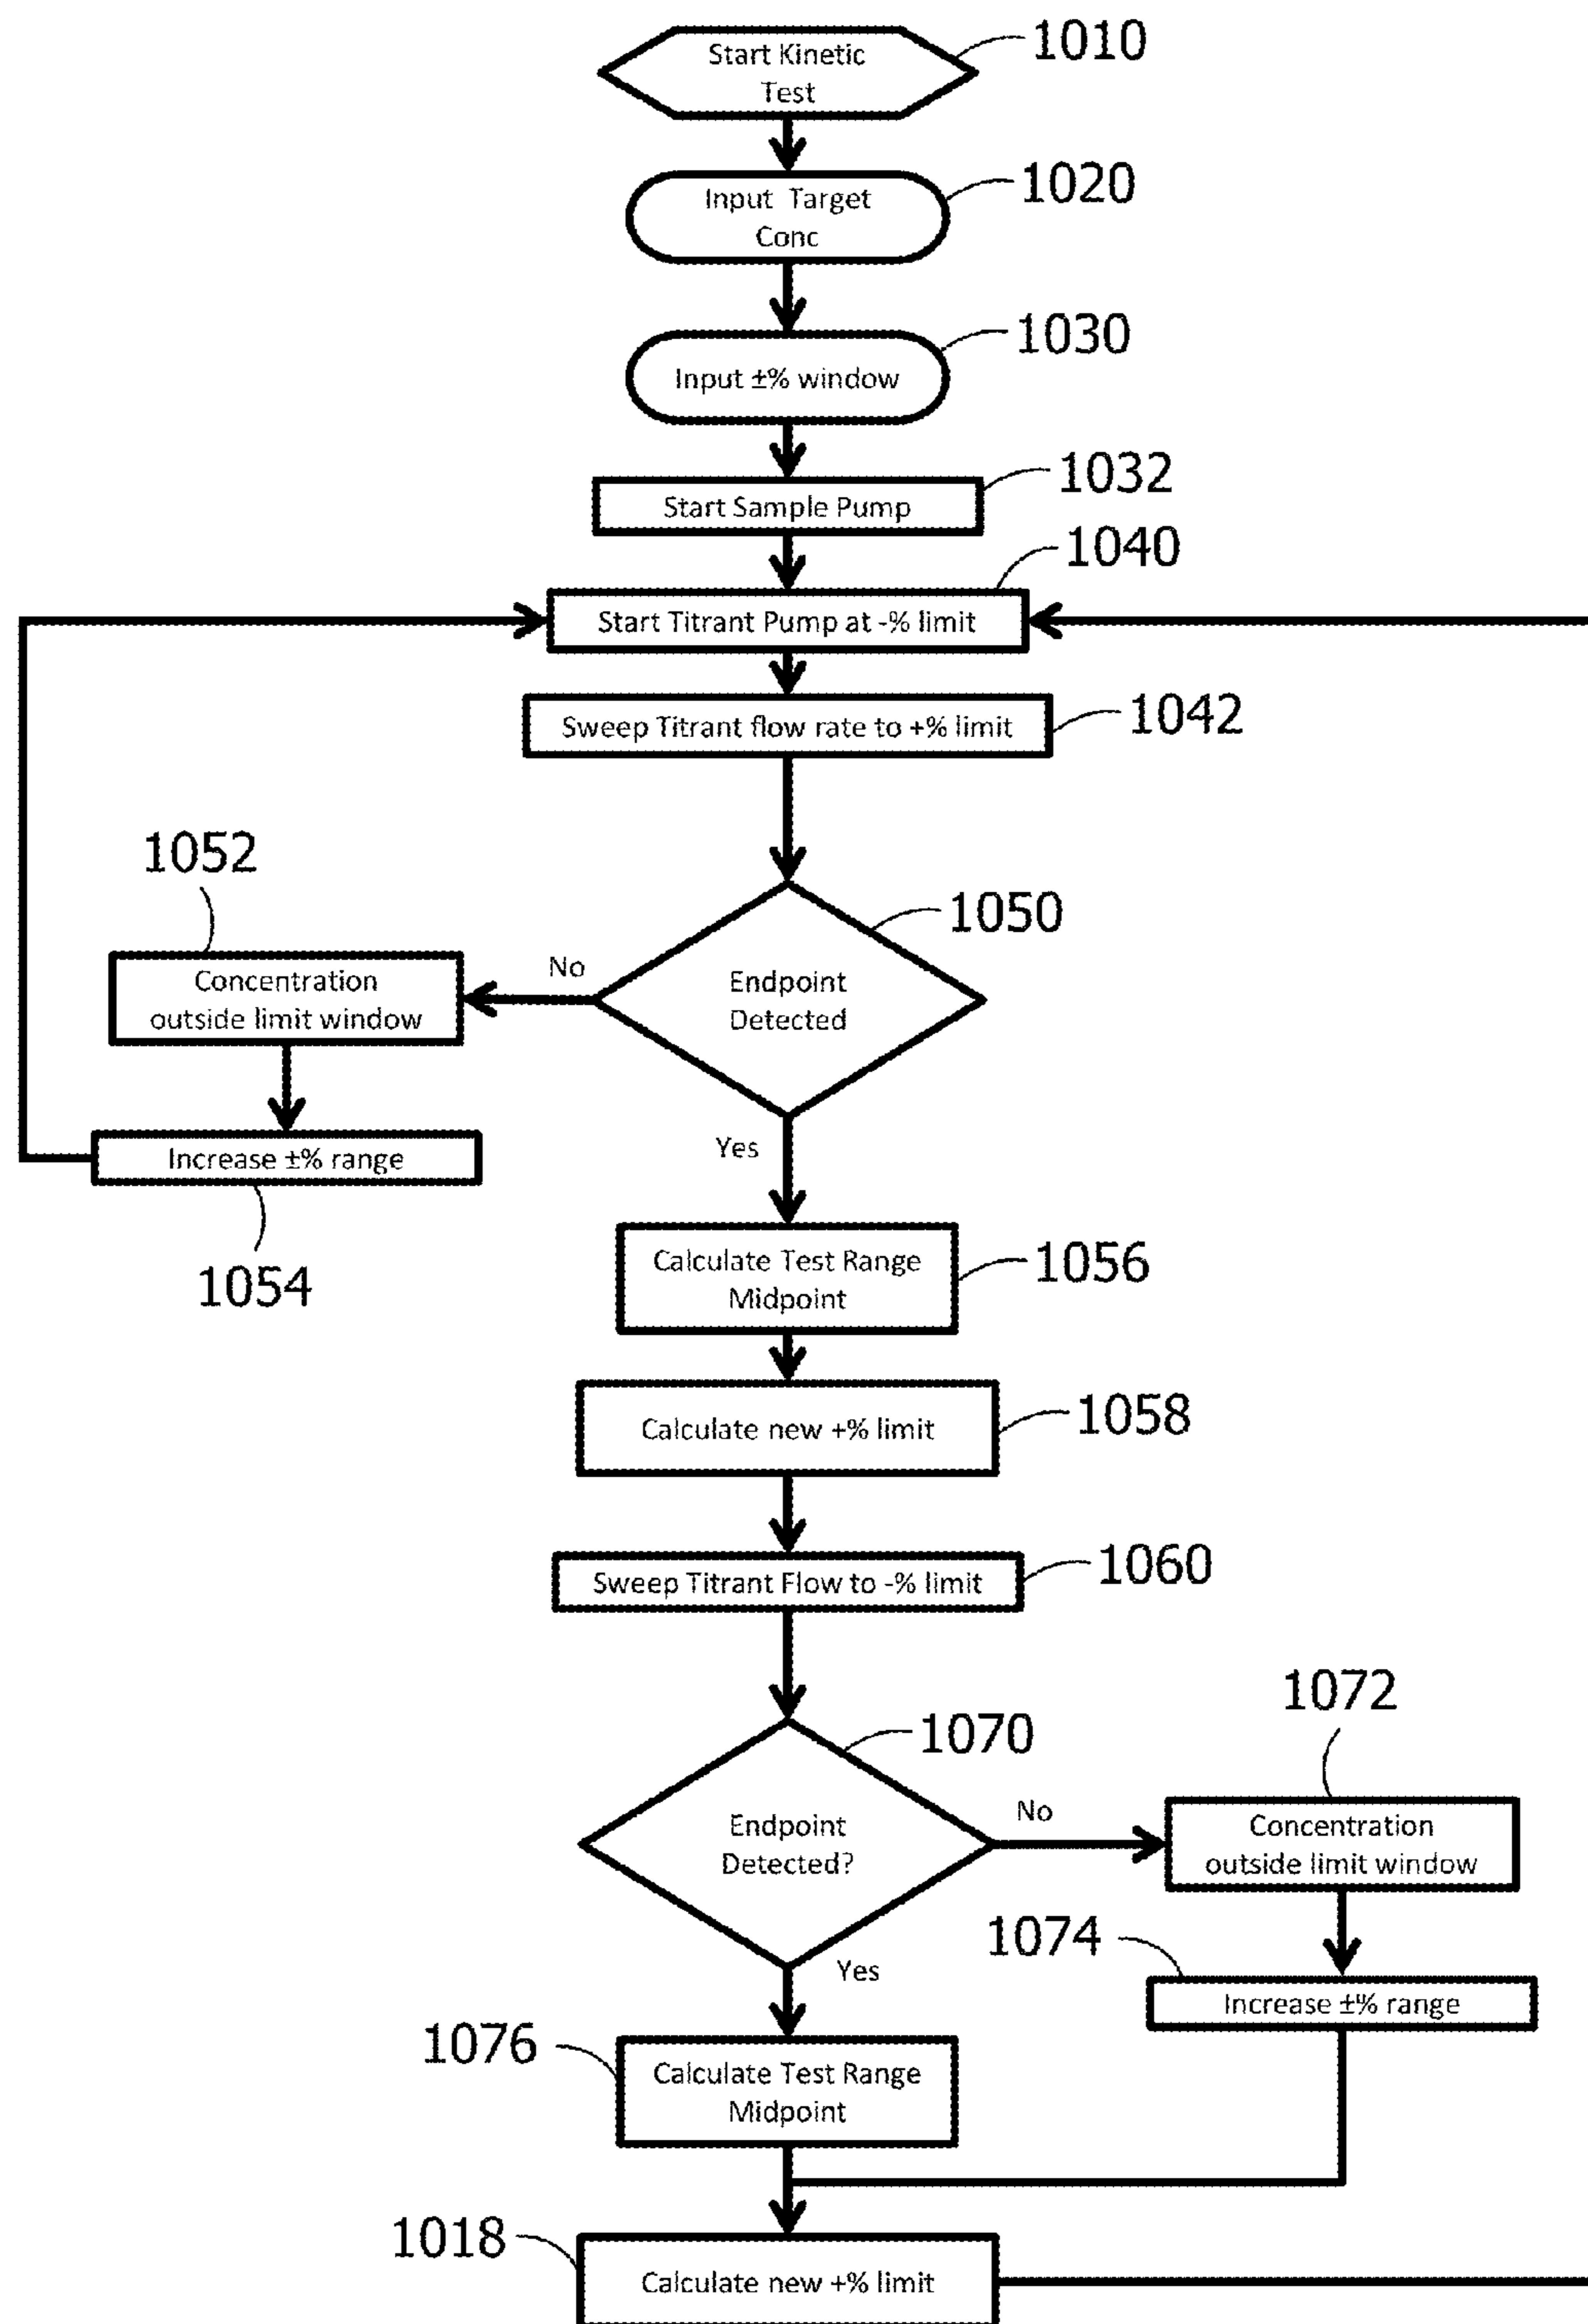 Start Kinetic
Test
1010
Input Target
Conc
1020
Input ±% window
1030
Start Sample Pump
1032
Start Titrant Pump at -% limit
1040
Sweep Titrant flow rate to +% limit
1042
1052
Concentration
outside limit window
No
Endpoint
Detected
1050
Increase ±% range
1054
Yes
Calculate Test Range
Midpoint
1056
Calculate new +% limit
1058
Sweep Titrant Flow to -% limit
1060
Endpoint
Detected?
1070
No
1072
Concentration
outside limit window
1074
Increase ±% range
Yes
1076
Calculate Test Range
Midpoint
1018
Calculate new +% limit